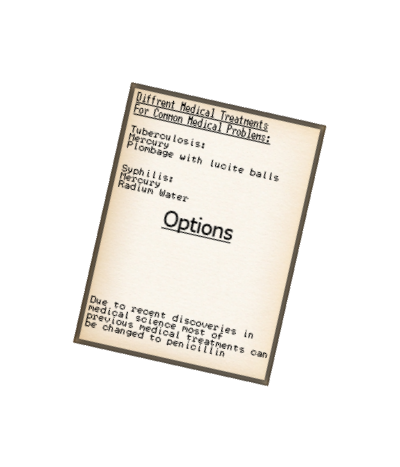 Diffrent Medical Treatments
For Common Medical Problems:
Tuberculosis:
Mercury
Plombage with lucite balls
Syphilis:
Mercury
Radium Water
Options
Due to recent discoveries in
medical science most of
previous medical treatments can
be changed to penicillin